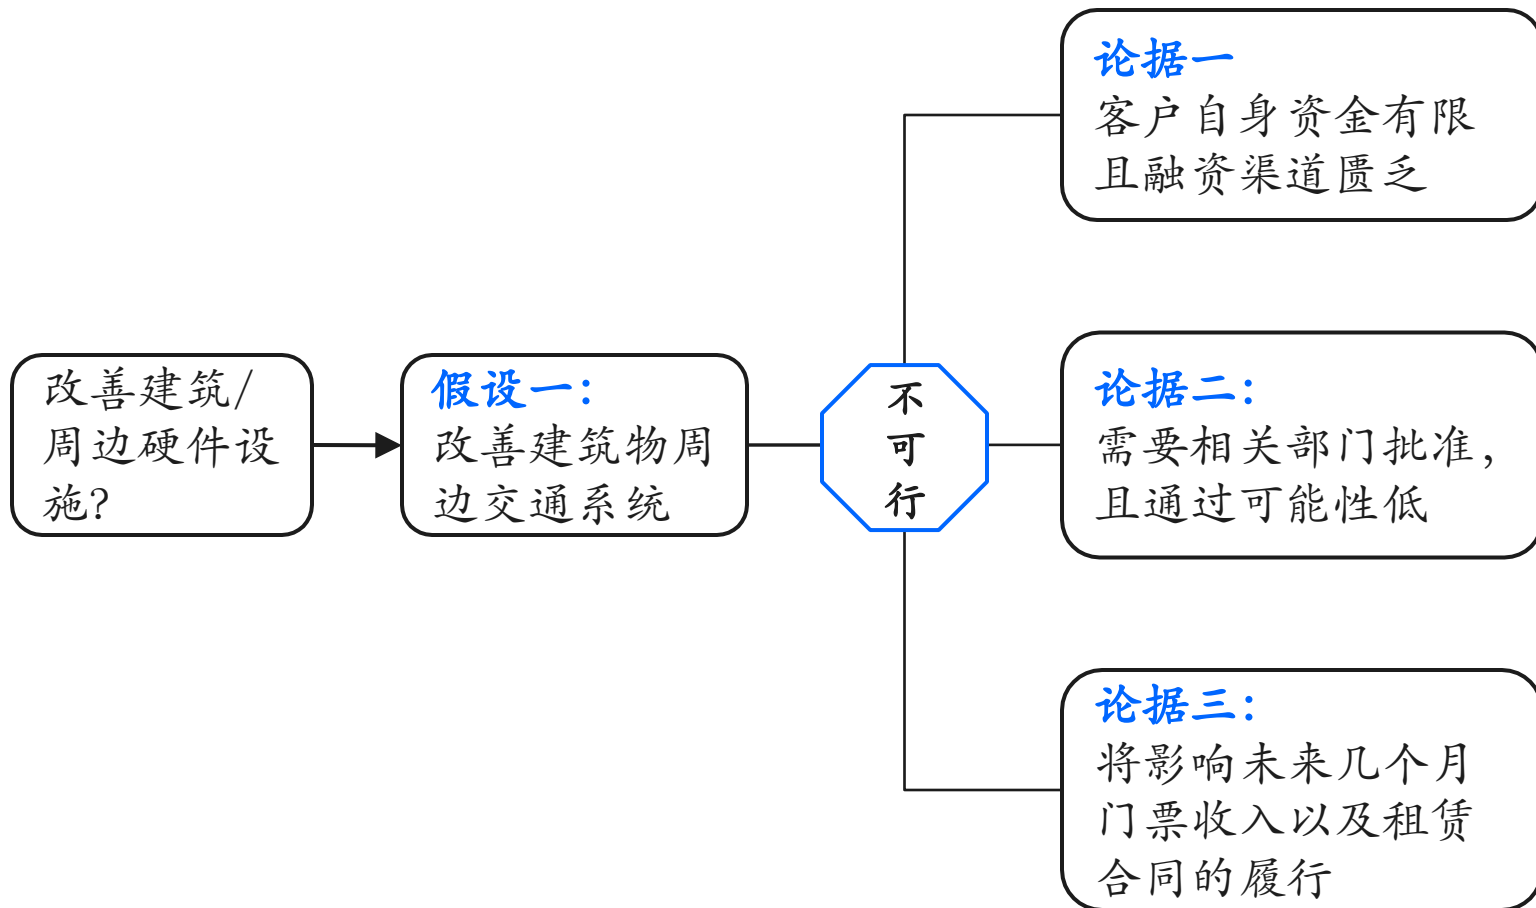 改善建筑/
周边硬件设
施?
假设一:
改善建筑物周
边交通系统
不
可
行
论据一
客户自身资金有限
且融资渠道匮乏
论据二:
需要相关部门批准,
且通过可能性低
论据三:
将影响未来几个月
门票收入以及租赁
合同的履行